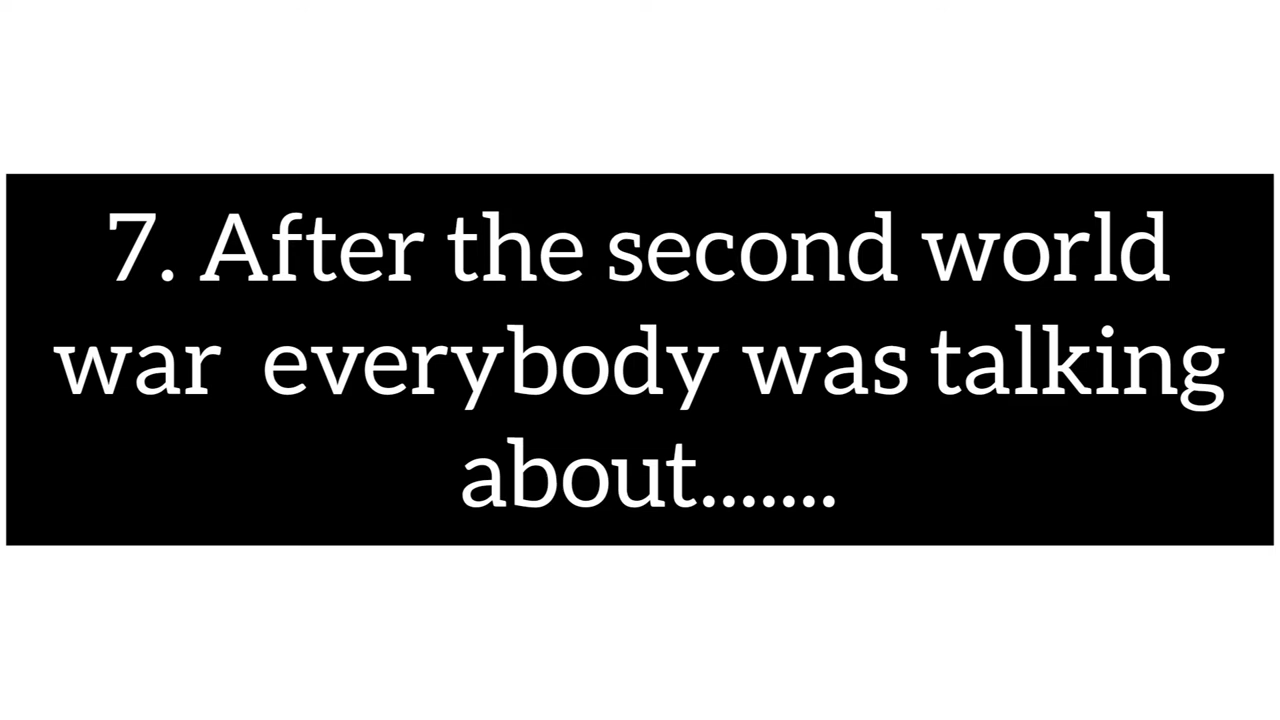 7. After the second world
war  everybody was talking
about.......